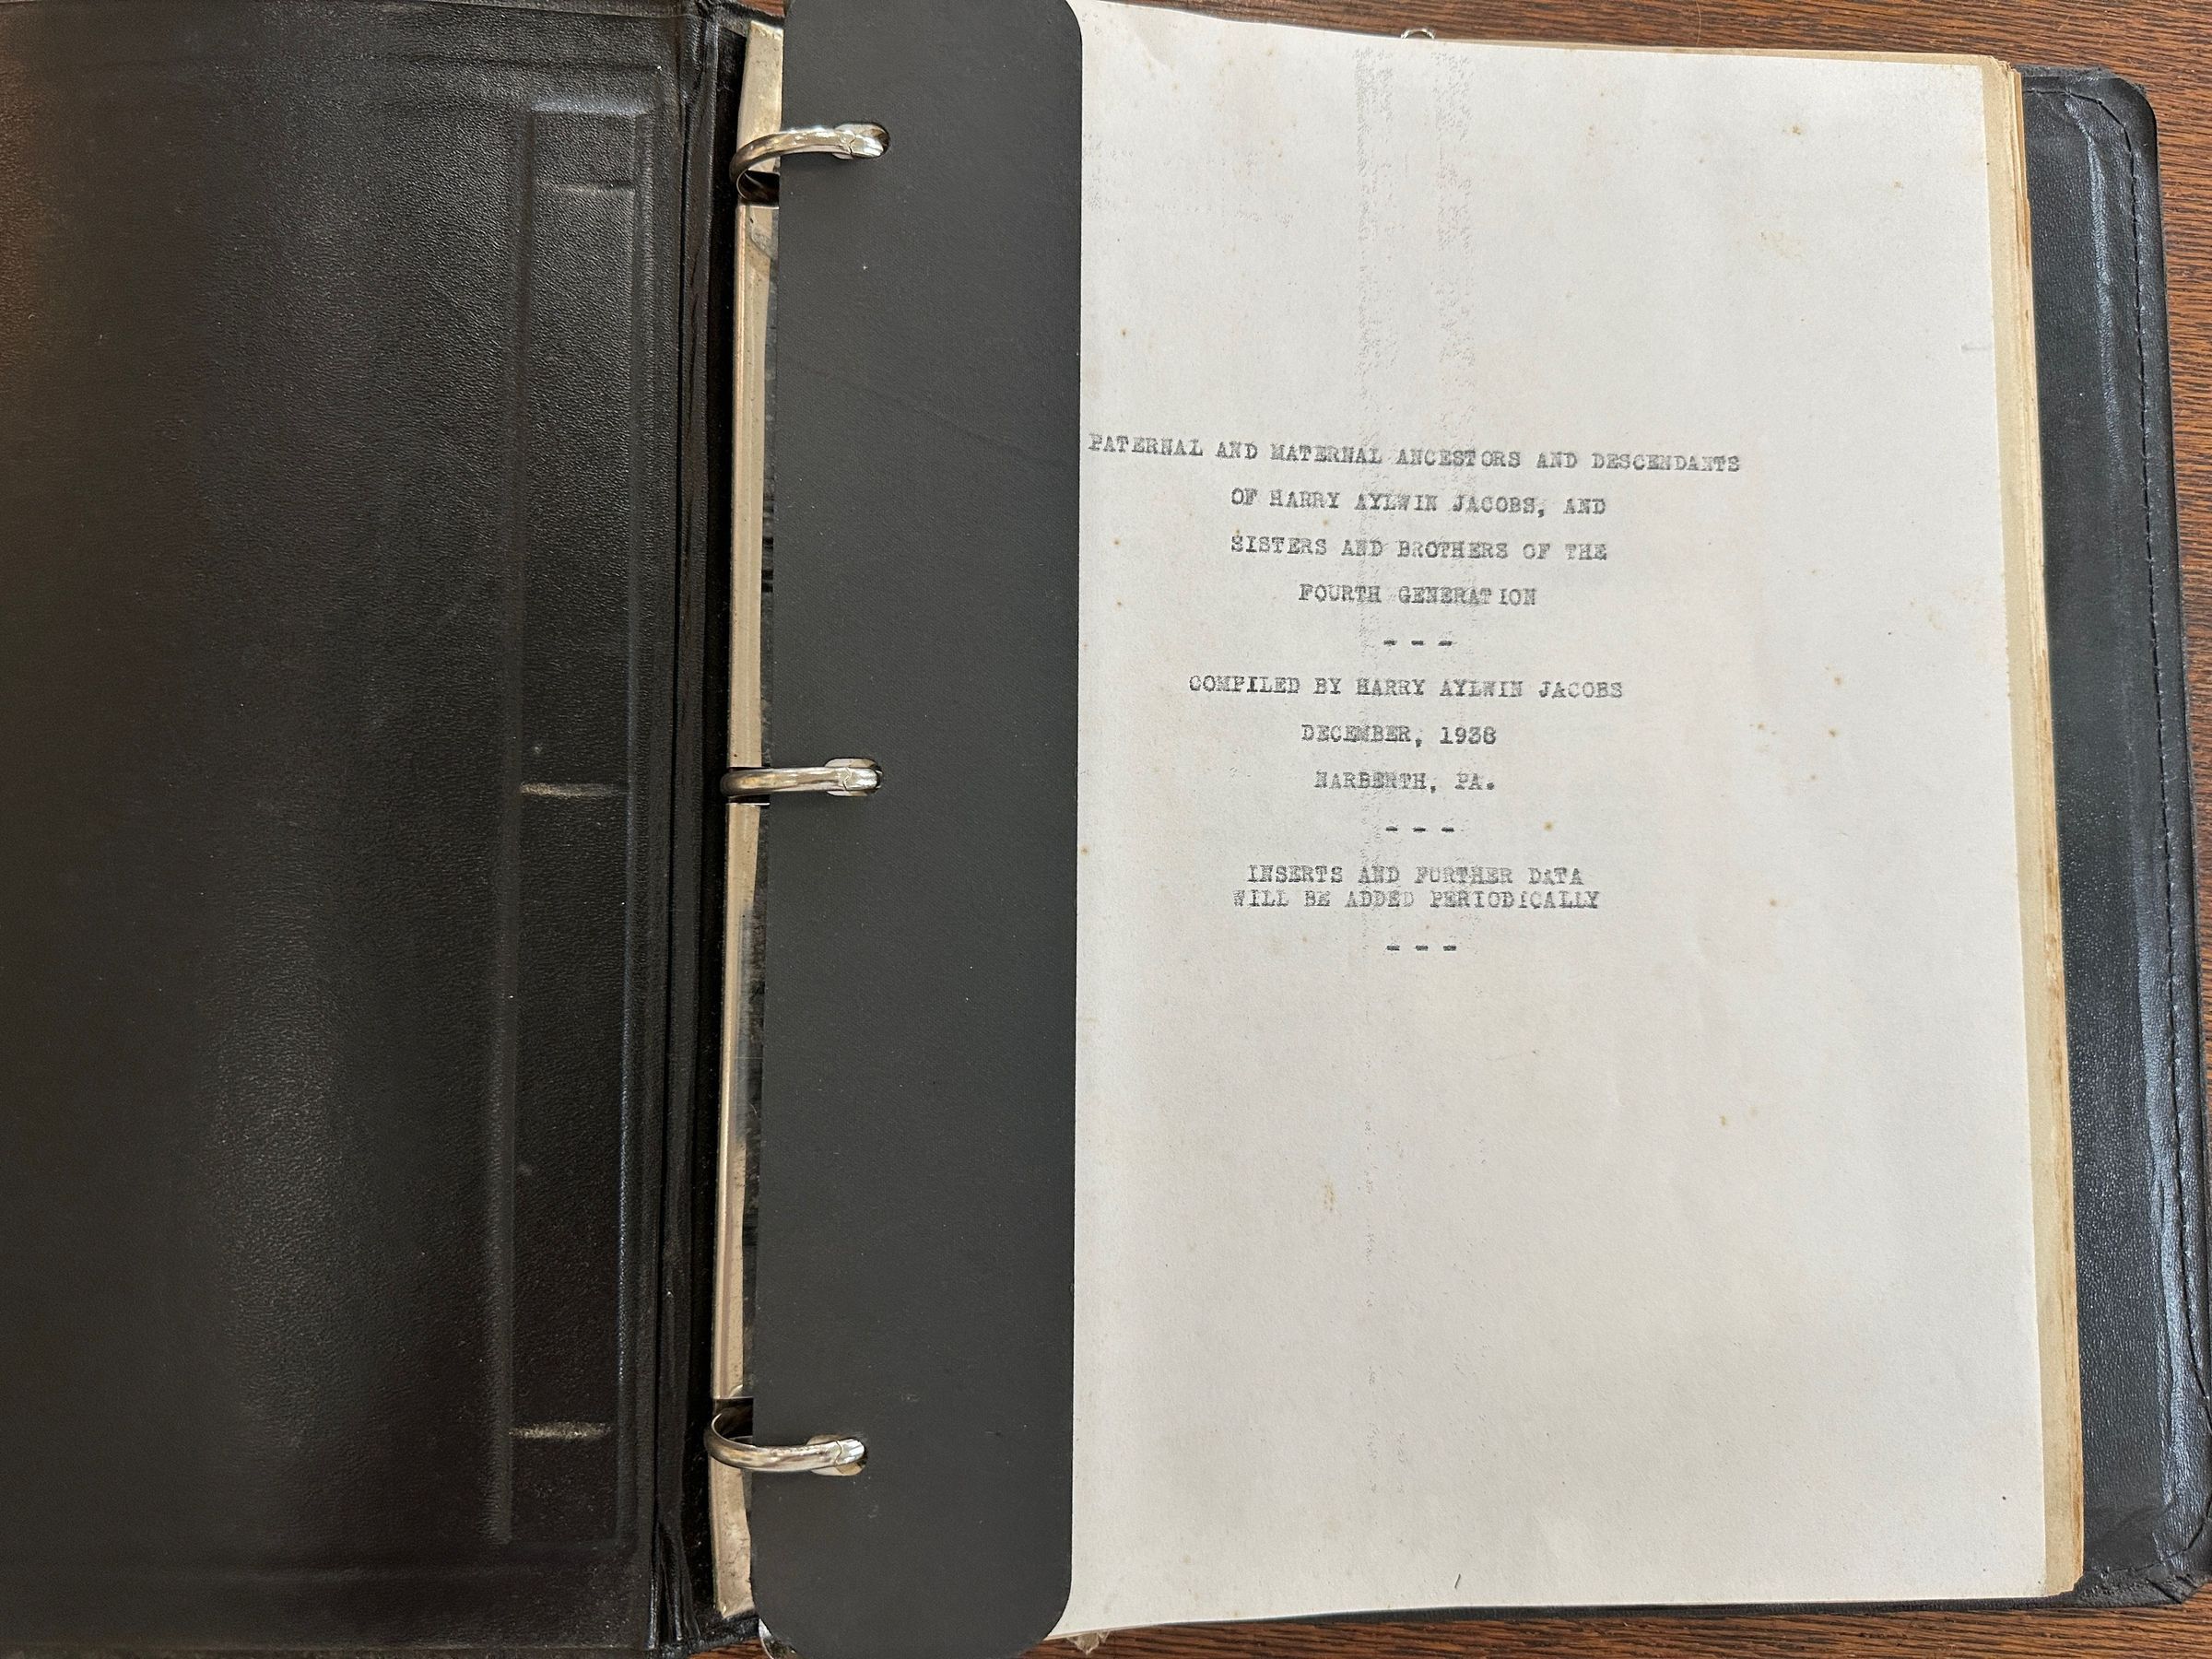 PATERNAL AND MATERNAL ANCESTORS AND DESCENDANTS
OF HARRY AYLWIN JACOBS, AND
SISTERS AND BROTHERS OF THE
FOURTH GENERATION
- - -
COMPILED BY HARRY AYLWIN JACOBS
DECEMBER, 1938
NARBERTH, PA.
- - -
INSERTS AND FURTHER DATA
WILL BE ADDED PERIODICALLY
- - -